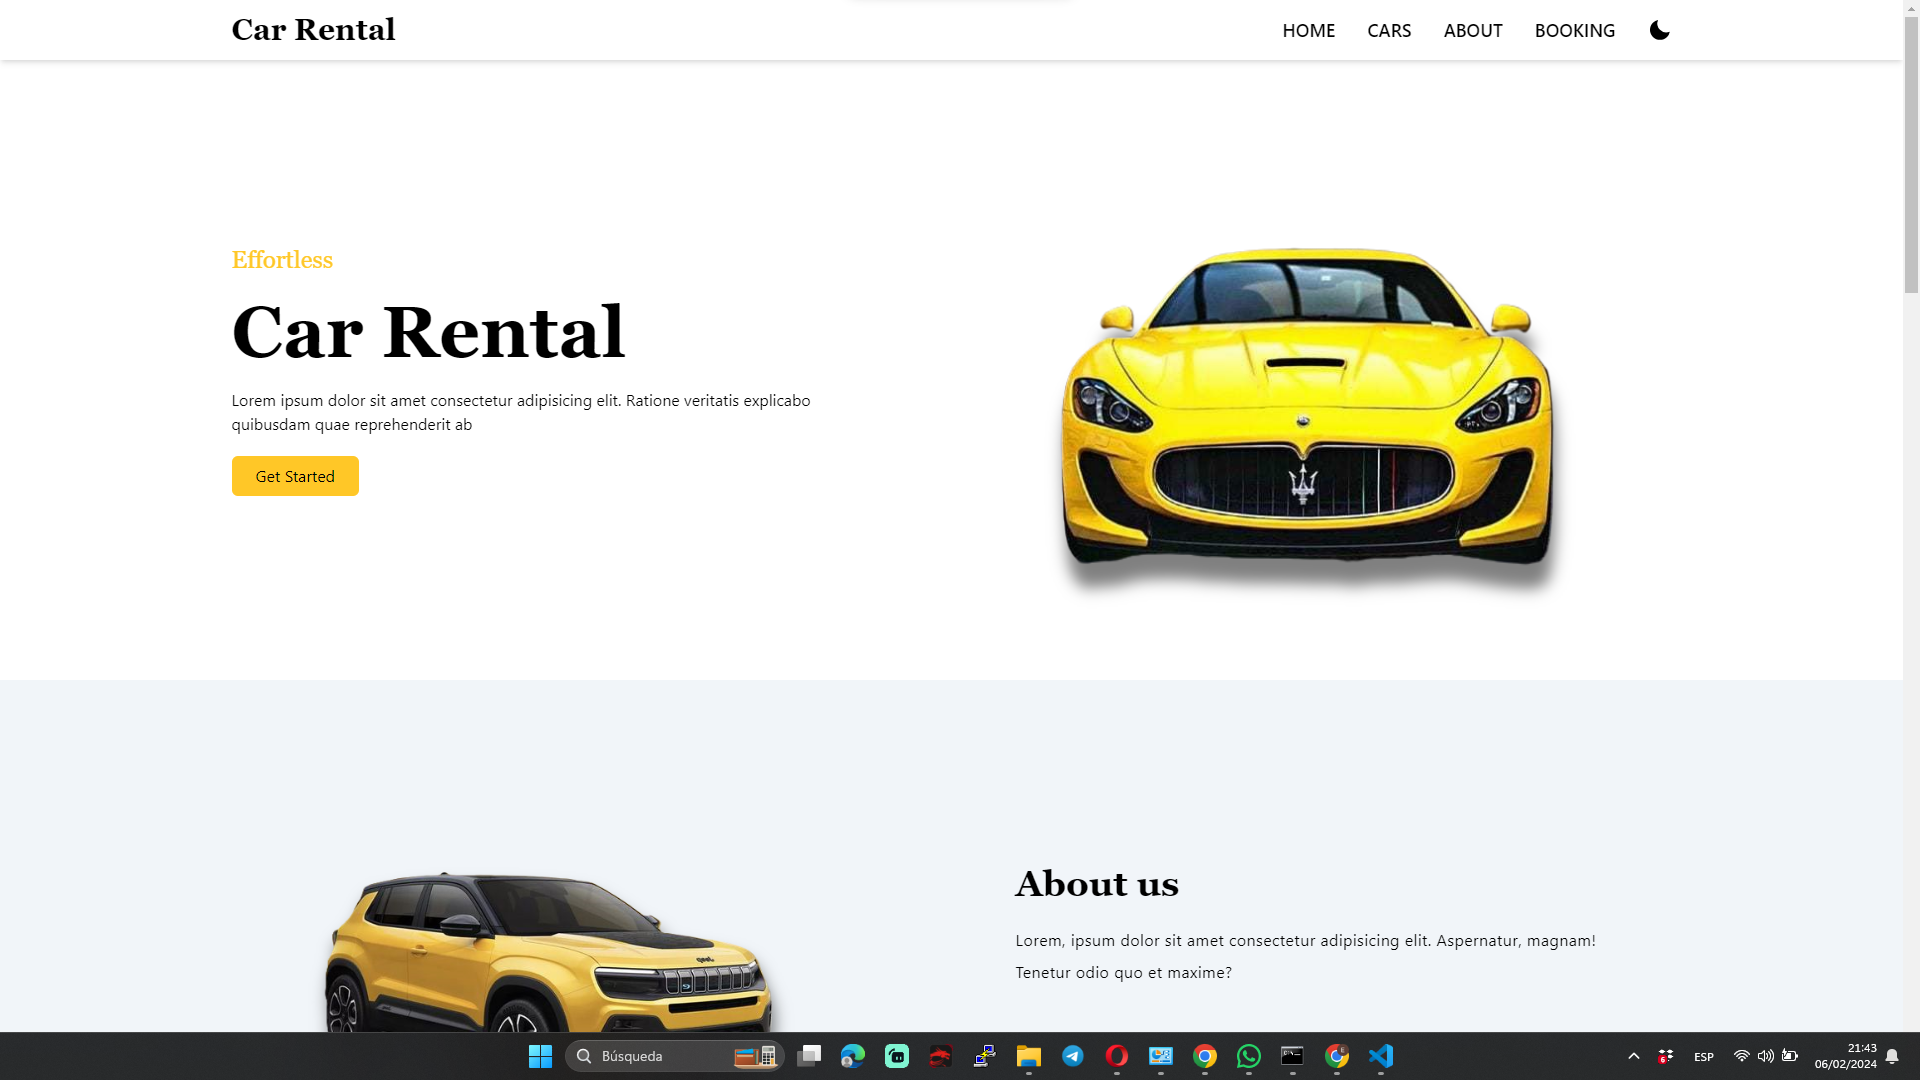 Car Rental
HOME CARS ABOUT BOOKING
Effortless
Car Rental
Lorem ipsum dolor sit amet consectetur adipisicing elit. Ratione veritatis explicabo
quibusdam quae reprehenderit ab
Get Started
About us
Lorem, ipsum dolor sit amet consectetur adipisicing elit. Aspernatur, magnam!
Tenetur odio quo et maxime?
Jeep
Búsqueda
6
ESP
21:43
06/02/2024